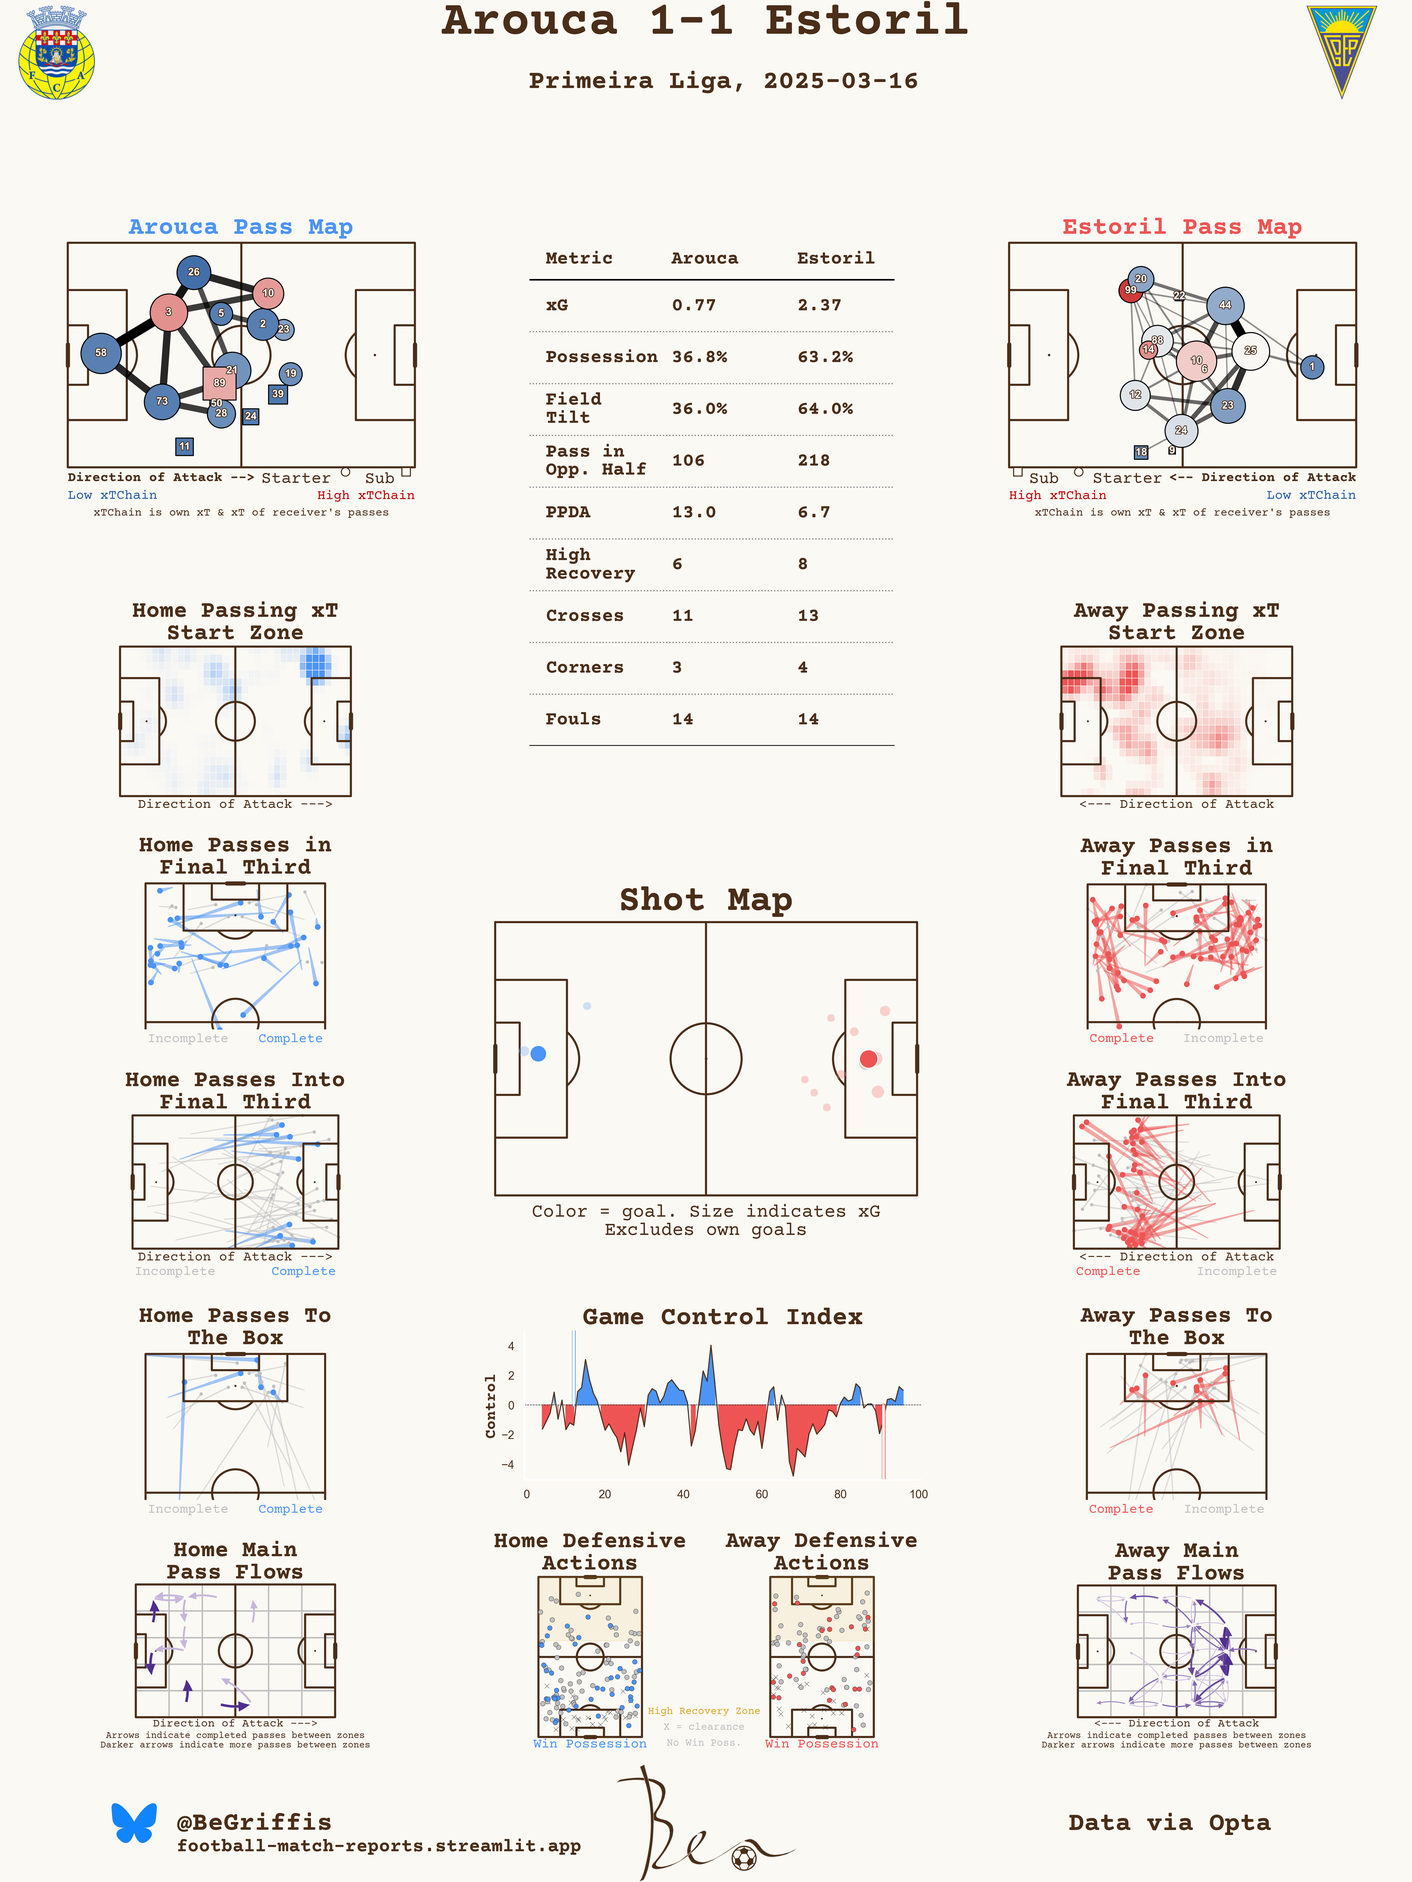 Arouca 1-1 Estoril
Primeira Liga, 2025-03-16
F A
C
GDEP
Arouca Pass Map
26
10
3
5
2
23
58
21
19
89
39
73
50
28
24
11
Direction of Attack --> Starter Sub
Low xTChain High xTChain
xTChain is own xT & xT of receiver's passes
Metric Arouca Estoril
xG 0.77 2.37
Possession 36.8% 63.2%
Field
Tilt 36.0% 64.0%
Pass in
Opp. Half 106 218
PPDA 13.0 6.7
High
Recovery 6 8
Crosses 11 13
Corners 3 4
Fouls 14 14
Estoril Pass Map
20
99
22
44
88
14
25
10
6
1
12
23
24
18
9
Sub Starter <-- Direction of Attack
High xTChain Low xTChain
xTChain is own xT & xT of receiver's passes
Home Passing xT
Start Zone
Direction of Attack --->
Away Passing xT
Start Zone
<--- Direction of Attack
Home Passes in
Final Third
Incomplete Complete
Away Passes in
Final Third
Complete Incomplete
Shot Map
Color = goal. Size indicates xG
Excludes own goals
Home Passes Into
Final Third
Direction of Attack --->
Incomplete Complete
Away Passes Into
Final Third
<--- Direction of Attack
Complete Incomplete
Home Passes To
The Box
Incomplete Complete
Game Control Index
Control
4
2
0
−2
−4
0 20 40 60 80 100
Away Passes To
The Box
Complete Incomplete
Home Main
Pass Flows
Direction of Attack --->
Arrows indicate completed passes between zones
Darker arrows indicate more passes between zones
Home Defensive
Actions
Win Possession
Away Defensive
Actions
Win Possession
High Recovery Zone
X = clearance
No Win Poss.
Away Main
Pass Flows
<--- Direction of Attack
Arrows indicate completed passes between zones
Darker arrows indicate more passes between zones
@BeGriffis
football-match-reports.streamlit.app
Ben
Data via Opta